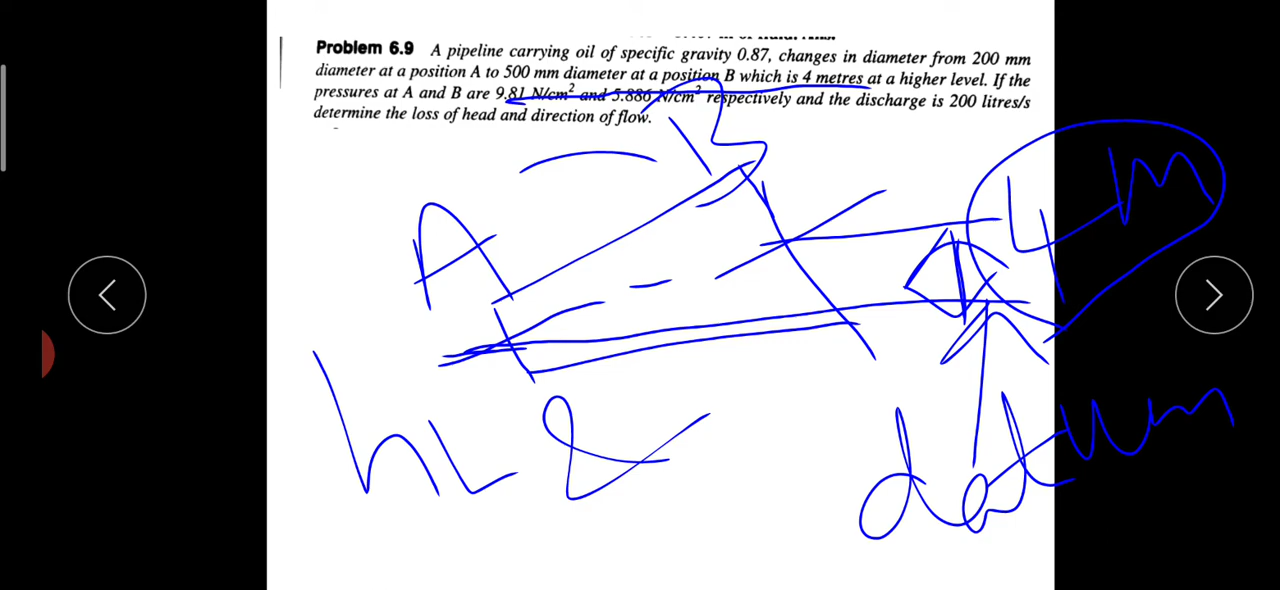 Problem 6.9 A pipeline carrying oil of specific gravity 0.87, changes in diameter from 200 mm
diameter at a position A to 500 mm diameter at a position B which is 4 metres at a higher level. If the
pressures at A and B are 9.81 N/cm² and 5.886 N/cm² respectively and the discharge is 200 litres/s
determine the loss of head and direction of flow.
B
A
4 m
hL &
datum